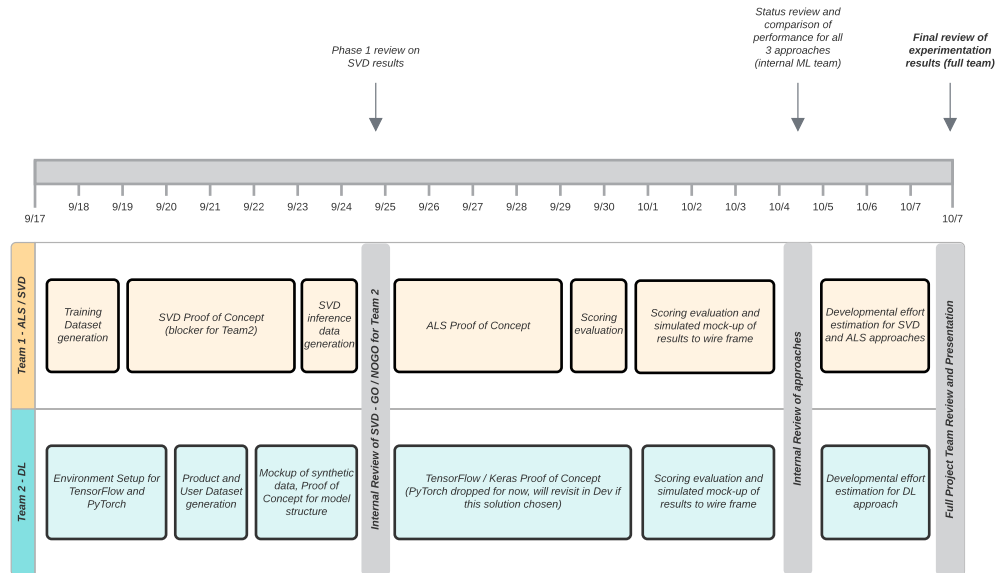 Status review and
comparison of
performance for all
3 approaches
(internal ML team)
Final review of
experimentation
results (full team)
Phase 1 review on
SVD results
9/17
9/18
9/19
9/20
9/21
9/22
9/23
9/24
9/25
9/26
9/27
9/28
9/29
9/30
10/1
10/2
10/3
10/4
10/5
10/6
10/7
10/7
Team 1 - ALS / SVD
Training
Dataset
generation
SVD Proof of Concept
(blocker for Team2)
SVD
inference
data
generation
Internal Review of SVD - GO / NOGO for Team 2
ALS Proof of Concept
Scoring
evaluation
Scoring evaluation and
simulated mock-up of
results to wire frame
Internal Review of approaches
Developmental effort
estimation for SVD
and ALS approaches
Full Project Team Review and Presentation
Team 2 - DL
Environment Setup for
TensorFlow and
PyTorch
Product and
User Dataset
generation
Mockup of synthetic
data, Proof of
Concept for model
structure
TensorFlow / Keras Proof of Concept
(PyTorch dropped for now, will revisit in Dev if
this solution chosen)
Scoring evaluation and
simulated mock-up of
results to wire frame
Developmental effort
estimation for DL
approach